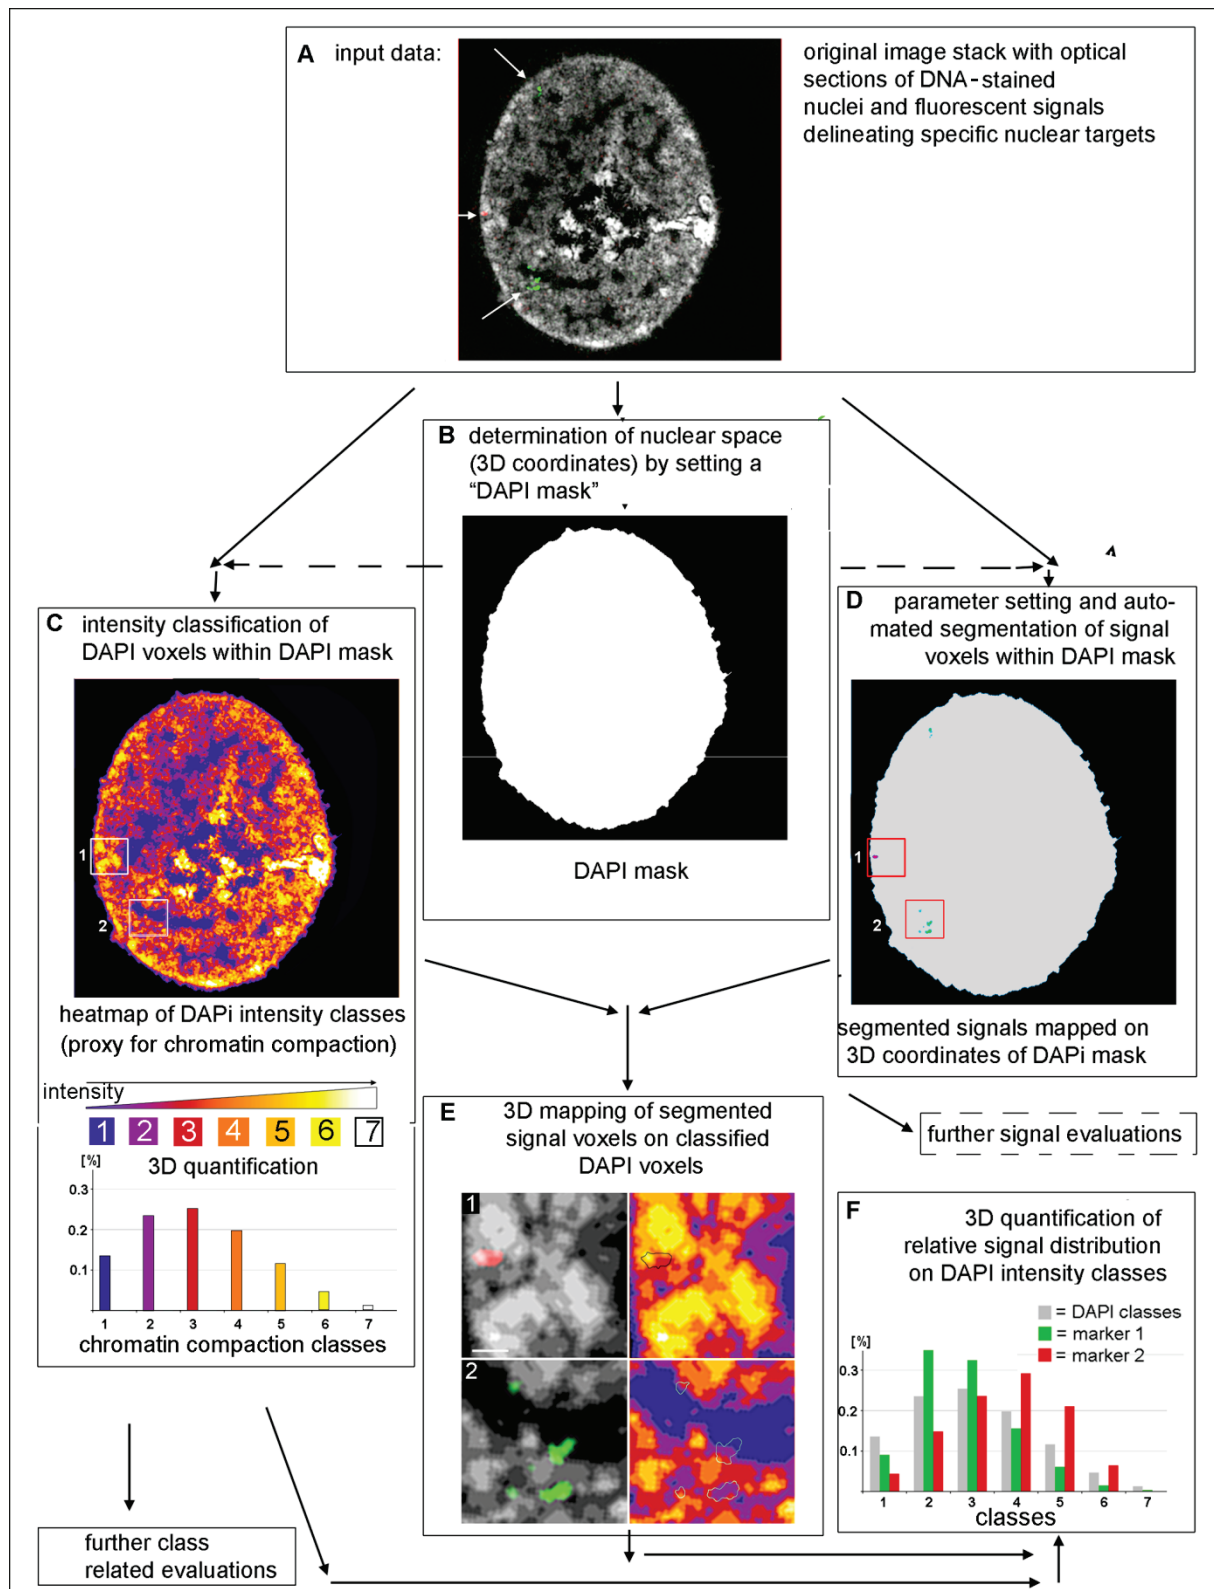 A input data:
original image stack with optical
sections of DNA-stained
nuclei and fluorescent signals
delineating specific nuclear targets
B determination of nuclear space
(3D coordinates) by setting a
“DAPI mask”
DAPI mask
C intensity classification of
DAPI voxels within DAPI mask
1
2
heatmap of DAPi intensity classes
(proxy for chromatin compaction)
intensity
1 2 3 4 5 6 7
[%] 3D quantification
0.3
0.2
0.1
1 2 3 4 5 6 7
chromatin compaction classes
D parameter setting and auto-
mated segmentation of signal
voxels within DAPI mask
1
2
segmented signals mapped on
3D coordinates of DAPi mask
further signal evaluations
E 3D mapping of segmented
signal voxels on classified
DAPI voxels
1
2
F 3D quantification of
relative signal distribution
on DAPI intensity classes
= DAPI classes
= marker 1
= marker 2
[%]
0.3
0.1
1 2 3 4 5 6 7
classes
further class
related evaluations